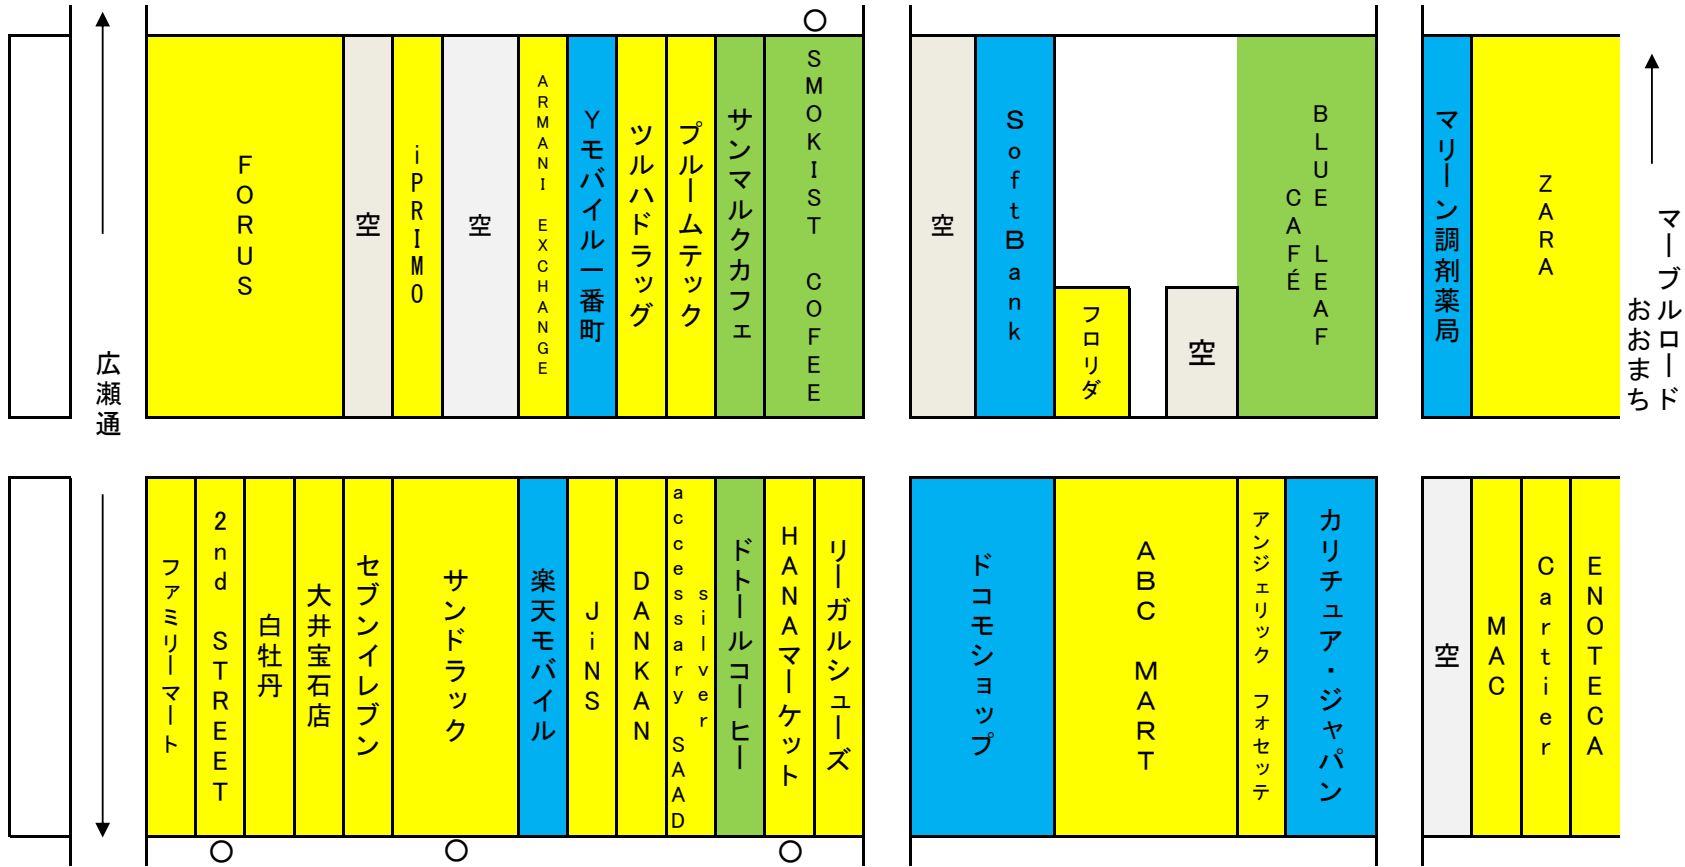 広瀬通
FORUS
空
iPRIMO
空
ARMANI EXCHANGE
Yモバイル一番町
ツルハドラッグ
プルームテック
サンマルクカフェ
○
SMOKIST COFEE
空
SoftBank
フロリダ
空
BLUE LEAF
CAFÉ
マリーン調剤薬局
ZARA
マーブルロード
おおまち
ファミリーマート
2nd STREET
白牡丹
大井宝石店
セブンイレブン
サンドラック
楽天モバイル
JiNS
DANKAN
silver
accessary SAAD
ドトールコーヒー
HANAマーケット
リーガルシューズ
○
○
○
ドコモショップ
ABC MART
アンジェリック フォセッテ
カリチュア・ジャパン
空
MAC
Cartier
ENOTECA